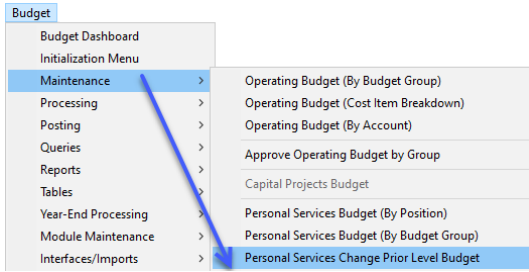 Budget
Budget Dashboard
Initialization Menu
Maintenance
Processing
Posting
Queries
Reports
Tables
Year-End Processing
Module Maintenance
Interfaces/Imports
Operating Budget (By Budget Group)
Operating Budget (Cost Item Breakdown)
Operating Budget (By Account)
Approve Operating Budget by Group
Capital Projects Budget
Personal Services Budget (By Position)
Personal Services Budget (By Budget Group)
Personal Services Change Prior Level Budget